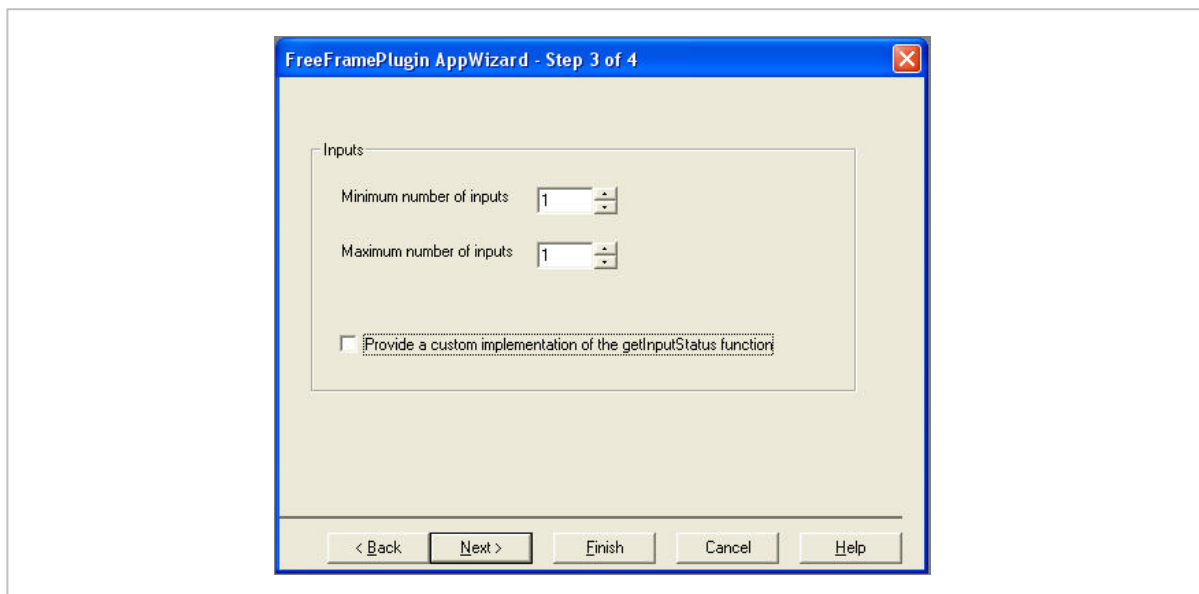 FreeFramePlugin AppWizard - Step 3 of 4
Inputs
Minimum number of inputs 1
Maximum number of inputs 1
Provide a custom implementation of the getInputStatus function
< Back Next > Finish Cancel Help